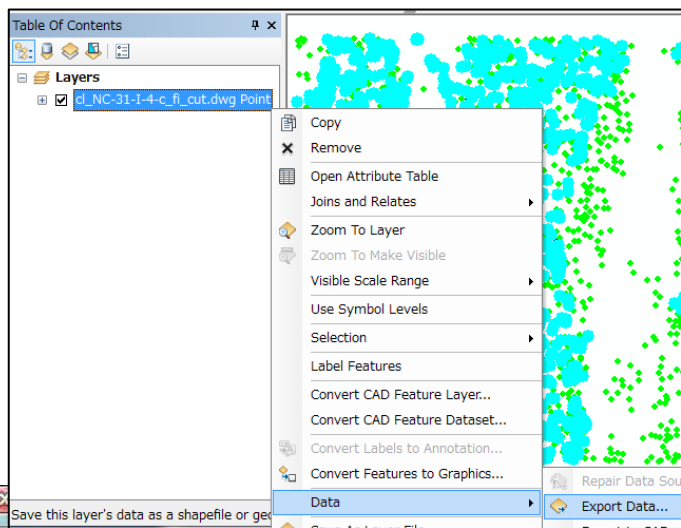 Table Of Contents
Layers
cl_NC-31-I-4-c_fi_cut.dwg Point
Copy
Remove
Open Attribute Table
Joins and Relates
Zoom To Layer
Zoom To Make Visible
Visible Scale Range
Use Symbol Levels
Selection
Label Features
Convert CAD Feature Layer...
Convert CAD Feature Dataset...
Convert Labels to Annotation...
Convert Features to Graphics...
Data
Repair Data Sou
Export Data...
Save this layer's data as a shapefile or geo